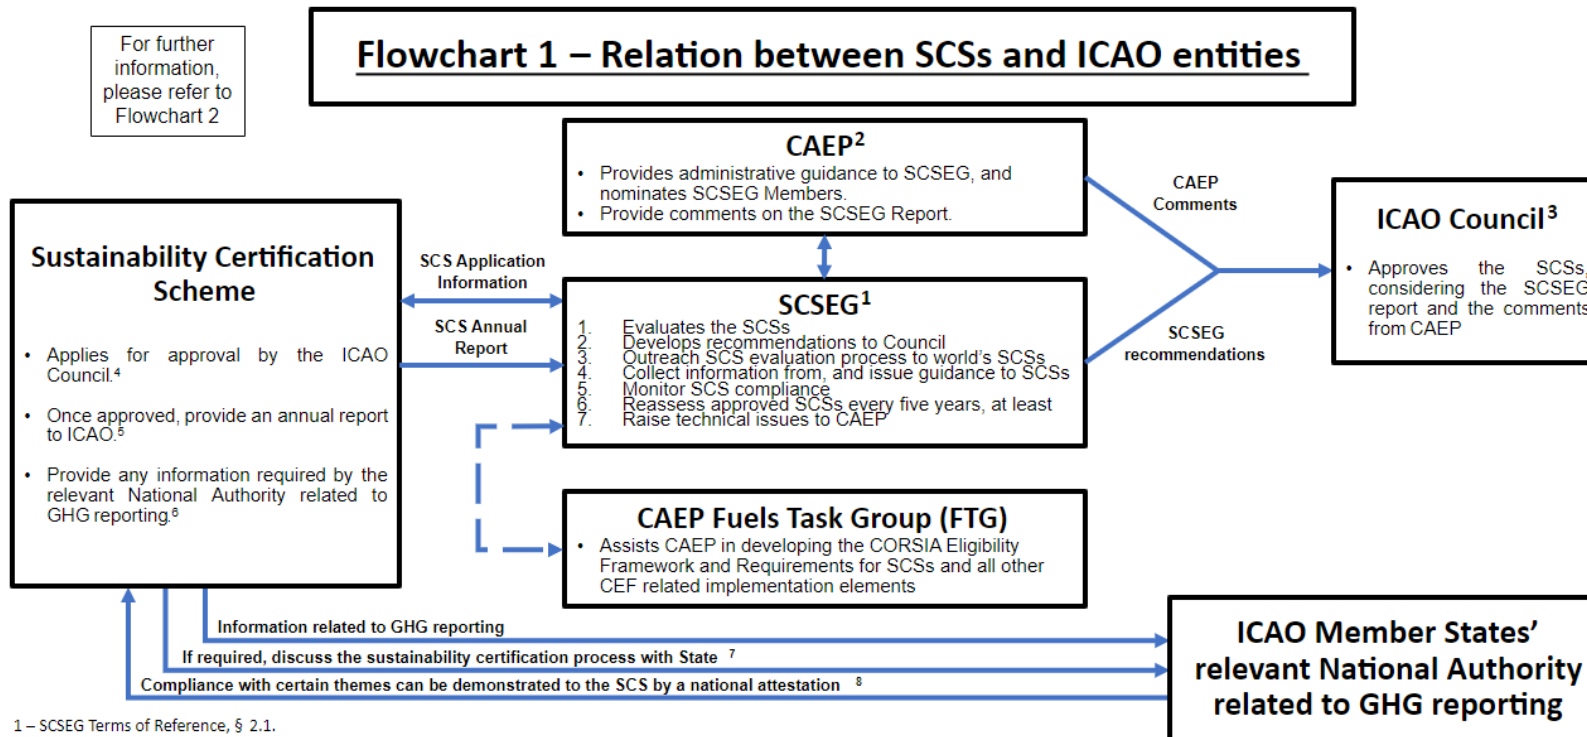 For further
information,
please refer to
Flowchart 2
Flowchart 1 – Relation between SCSs and ICAO entities
CAEP2
• Provides administrative guidance to SCSEG, and
nominates SCSEG Members.
• Provide comments on the SCSEG Report.
CAEP
Comments
ICAO Council3
• Approves the SCSs,
considering the SCSEG
report and the comments
from CAEP
Sustainability Certification
Scheme
• Applies for approval by the ICAO
Council.4
• Once approved, provide an annual report
to ICAO.5
• Provide any information required by the
relevant National Authority related to
GHG reporting.6
SCS Application
Information
SCS Annual
Report
SCSEG1
1. Evaluates the SCSs
2. Develops recommendations to Council
3. Outreach SCS evaluation process to world's SCSs
4. Collect information from, and issue guidance to SCSs
5. Monitor SCS compliance
6. Reassess approved SCSs every five years, at least
7. Raise technical issues to CAEP
SCSEG
recommendations
CAEP Fuels Task Group (FTG)
• Assists CAEP in developing the CORSIA Eligibility
Framework and Requirements for SCSs and all other
CEF related implementation elements
Information related to GHG reporting
If required, discuss the sustainability certification process with State 7
Compliance with certain themes can be demonstrated to the SCS by a national attestation 8
ICAO Member States'
relevant National Authority
related to GHG reporting
1 – SCSEG Terms of Reference, § 2.1.